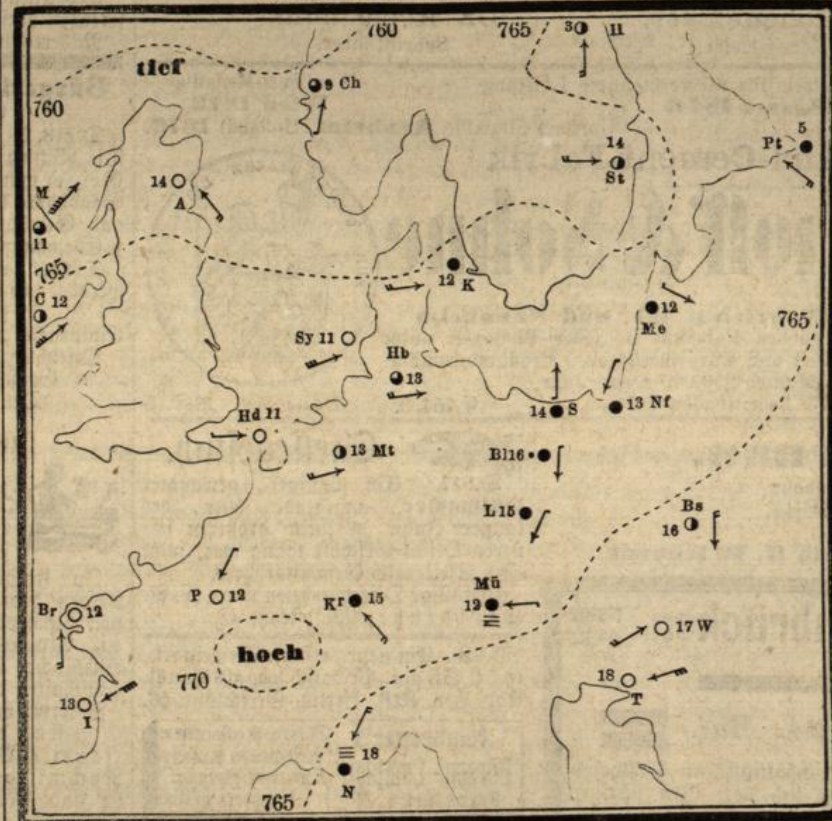 760
765
3
11
tief
9 Ch
760
14
St
5
Pt
M
14
A
11
765
12 K
C 12
12
Me
765
Sy 11
Hb
13
Hd 11
14 S
13 Nf
13 Mt
Bl 16
L 15
Bs
16
P 12
Kr 15
Mü
12
Br 12
17 W
hoch
770
18
T
13
I
18
N
765